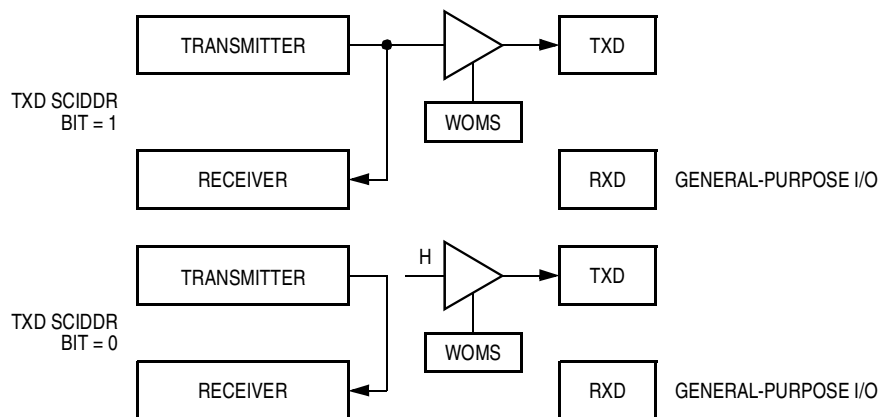 TRANSMITTER
TXD
TXD SCIDDR
BIT = 1
WOMS
RECEIVER
RXD
GENERAL-PURPOSE I/O
TRANSMITTER
H
TXD
TXD SCIDDR
BIT = 0
WOMS
RECEIVER
RXD
GENERAL-PURPOSE I/O